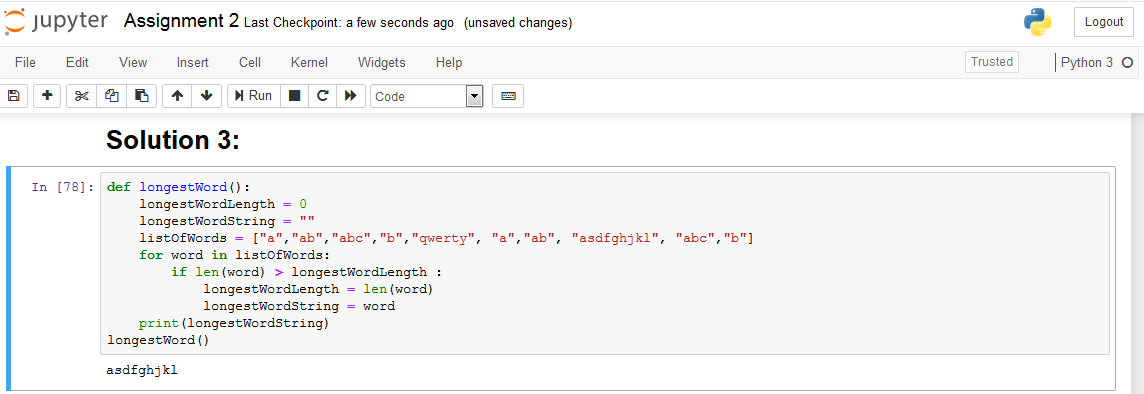 jupyter Assignment 2 Last Checkpoint: a few seconds ago (unsaved changes) Logout
File Edit View Insert Cell Kernel Widgets Help Trusted Python 3
Run Code
Solution 3:
In [78]: def longestWord():
    longestWordLength = 0
    longestWordString = ""
    listOfWords = ["a","ab","abc","b","qwerty", "a","ab", "asdfghjkl", "abc","b"]
    for word in listOfWords:
        if len(word) > longestWordLength :
            longestWordLength = len(word)
            longestWordString = word
    print(longestWordString)
longestWord()
asdfghjkl